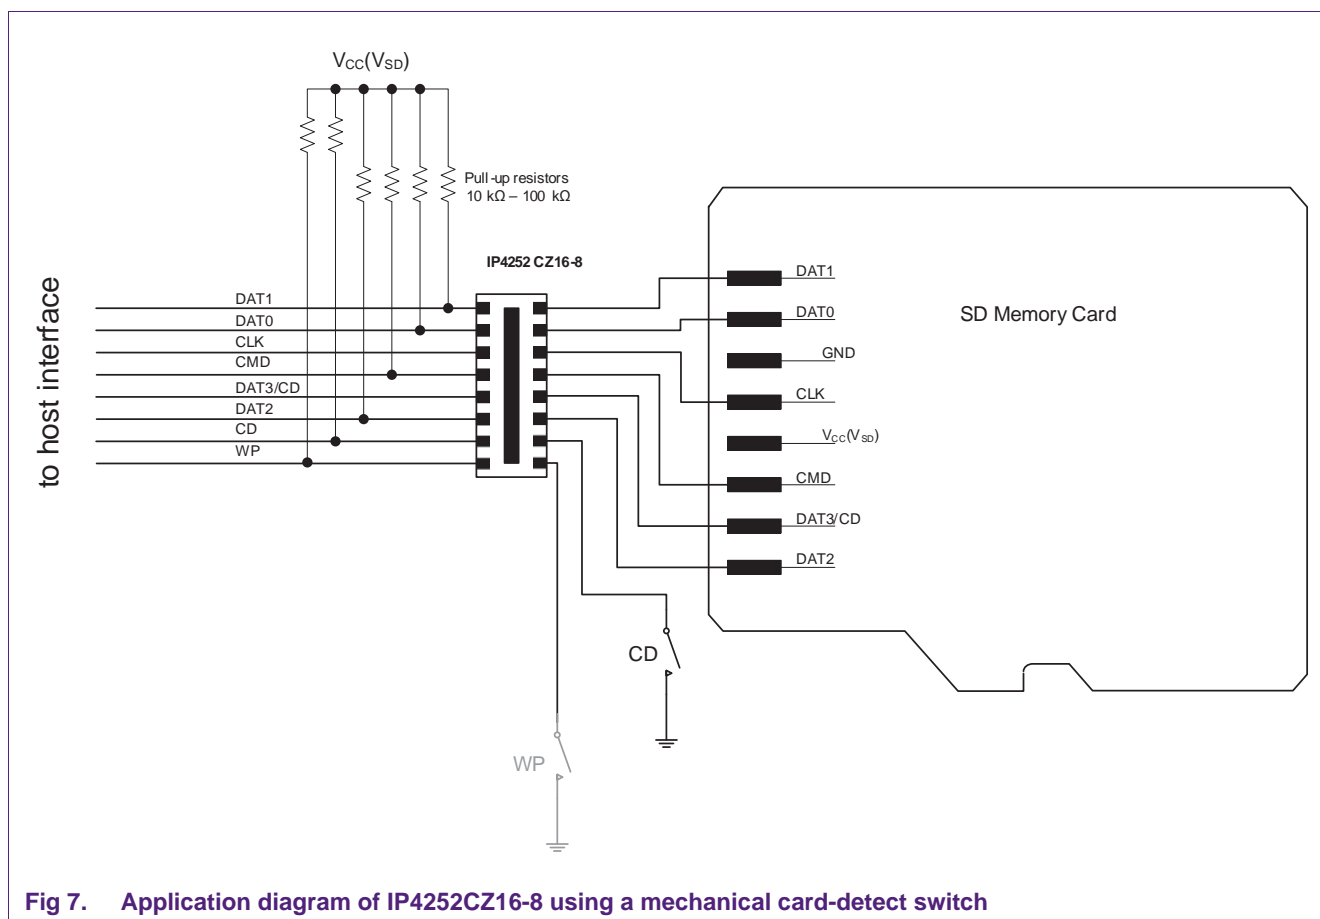 VCC(VSD)
Pull-up resistors
10 kΩ – 100 kΩ
IP4252 CZ16-8
to host interface
DAT1
DAT0
CLK
CMD
DAT3/CD
DAT2
CD
WP
DAT1
DAT0
GND
CLK
VCC(VSD)
CMD
DAT3/CD
DAT2
SD Memory Card
CD
WP
Fig 7. Application diagram of IP4252CZ16-8 using a mechanical card-detect switch